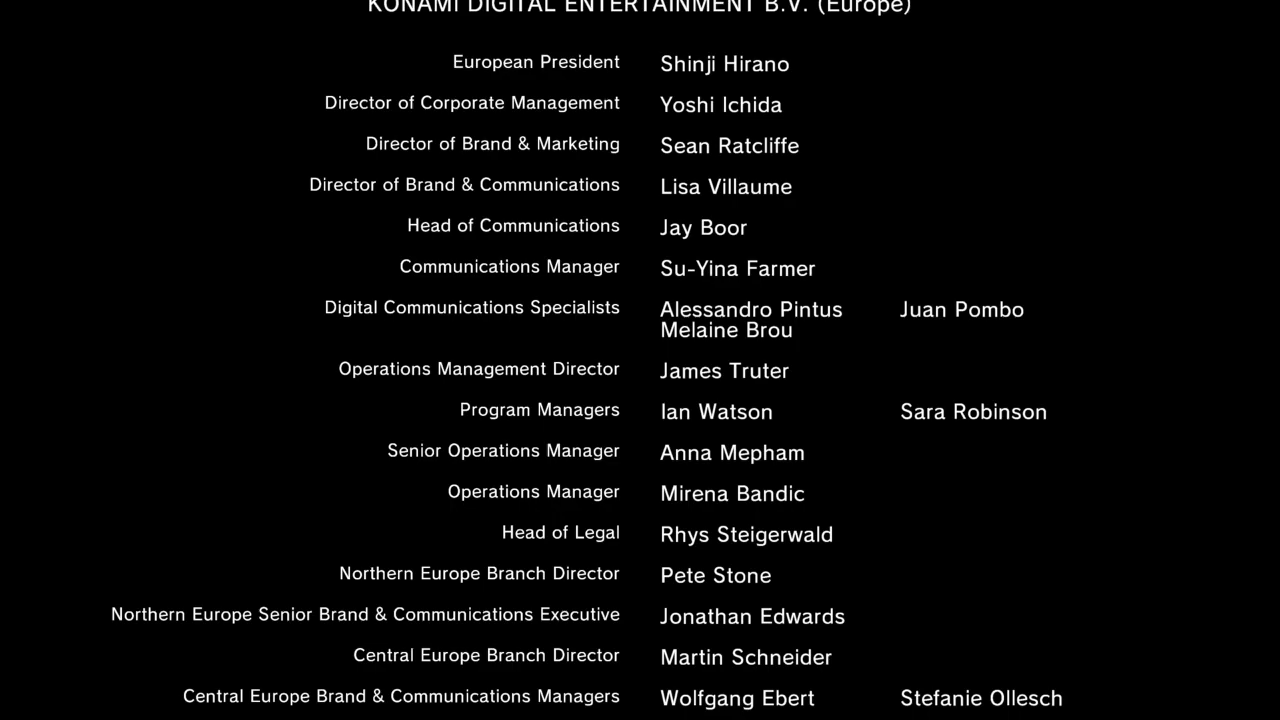 KONAMI DIGITAL ENTERTAINMENT B.V. (Europe)
European President Shinji Hirano
Director of Corporate Management Yoshi Ichida
Director of Brand & Marketing Sean Ratcliffe
Director of Brand & Communications Lisa Villaume
Head of Communications Jay Boor
Communications Manager Su-Yina Farmer
Digital Communications Specialists Alessandro Pintus Juan Pombo
Melaine Brou
Operations Management Director James Truter
Program Managers Ian Watson Sara Robinson
Senior Operations Manager Anna Mepham
Operations Manager Mirena Bandic
Head of Legal Rhys Steigerwald
Northern Europe Branch Director Pete Stone
Northern Europe Senior Brand & Communications Executive Jonathan Edwards
Central Europe Branch Director Martin Schneider
Central Europe Brand & Communications Managers Wolfgang Ebert Stefanie Ollesch